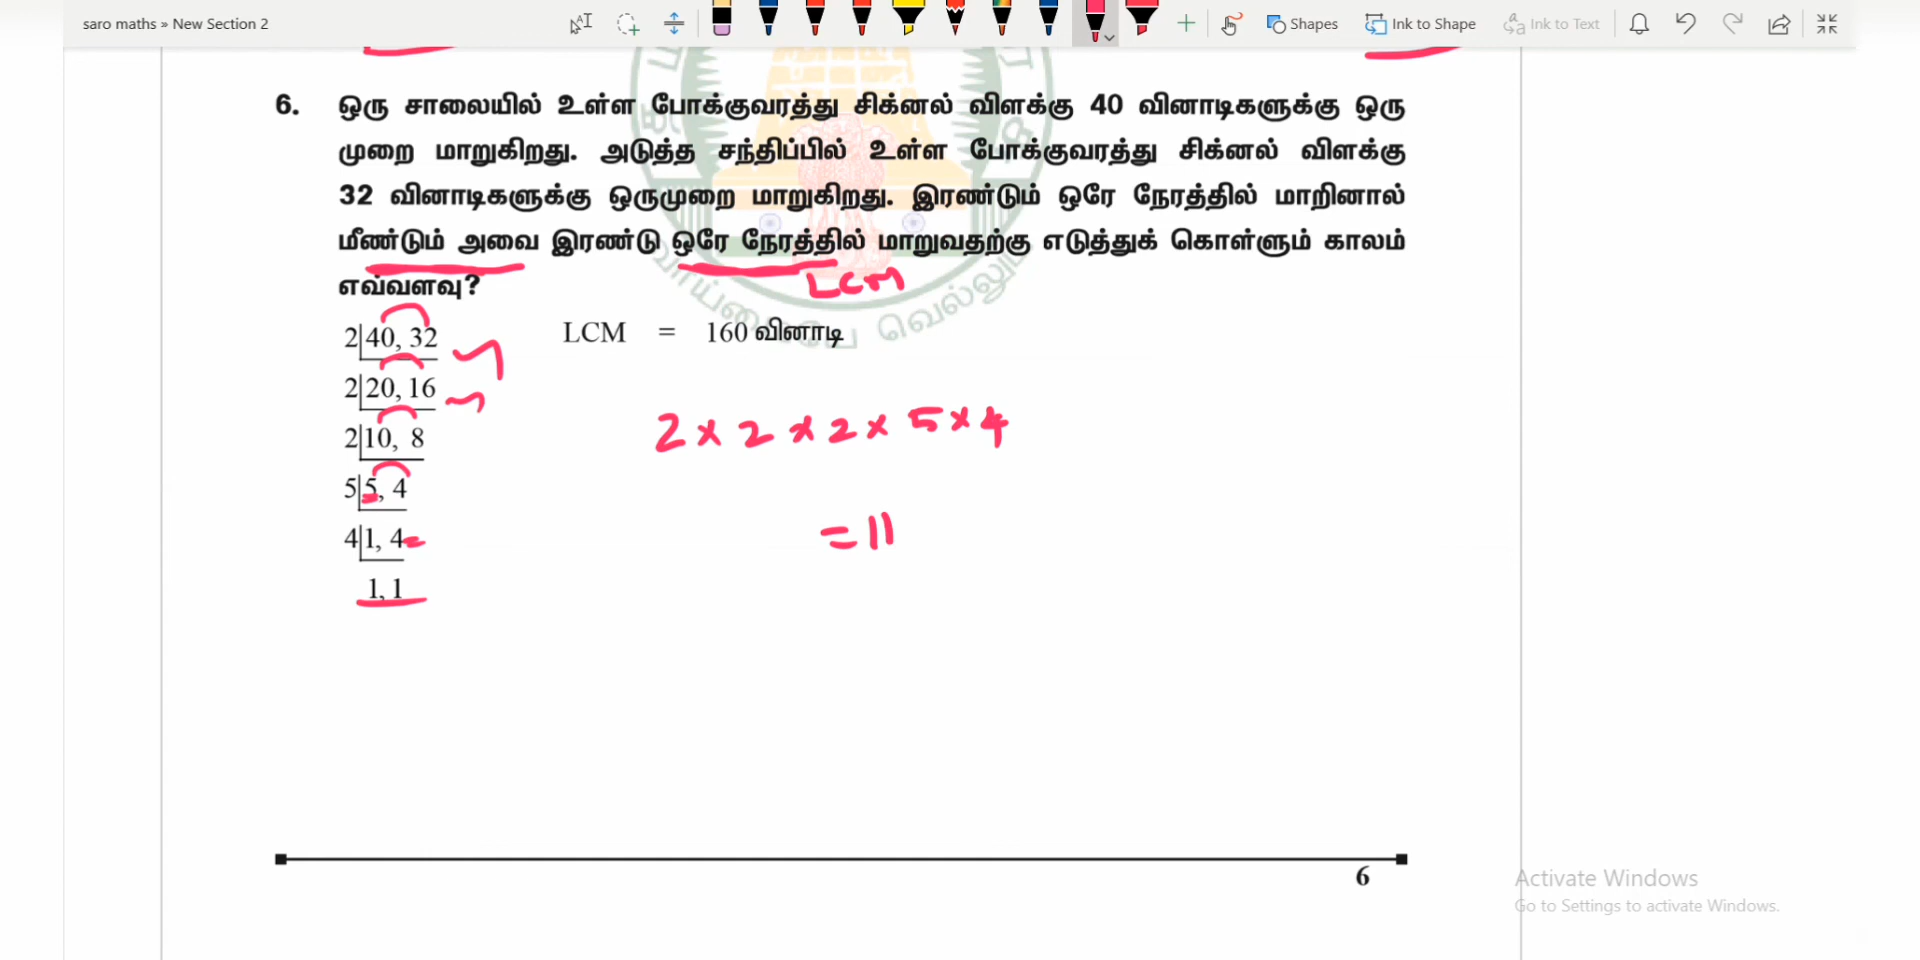 saro maths » New Section 2
Shapes
Ink to Shape
Ink to Text
6. ஒரு சாலையில் உள்ள போக்குவரத்து சிக்னல் விளக்கு 40 வினாடிகளுக்கு ஒரு
முறை மாறுகிறது. அடுத்த சந்திப்பில் உள்ள போக்குவரத்து சிக்னல் விளக்கு
32 வினாடிகளுக்கு ஒருமுறை மாறுகிறது. இரண்டும் ஒரே நேரத்தில் மாறினால்
மீண்டும் அவை இரண்டு ஒரே நேரத்தில் மாறுவதற்கு எடுத்துக் கொள்ளும் காலம்
எவ்வளவு?
LCM
2|40, 32 LCM = 160 வினாடி
2|20, 16
2|10, 8
2 × 2 × 2 × 5 × 4
5|5, 4
4|1, 4
= 11
1, 1
வாய்மையே வெல்லும்
6
Activate Windows
Go to Settings to activate Windows.